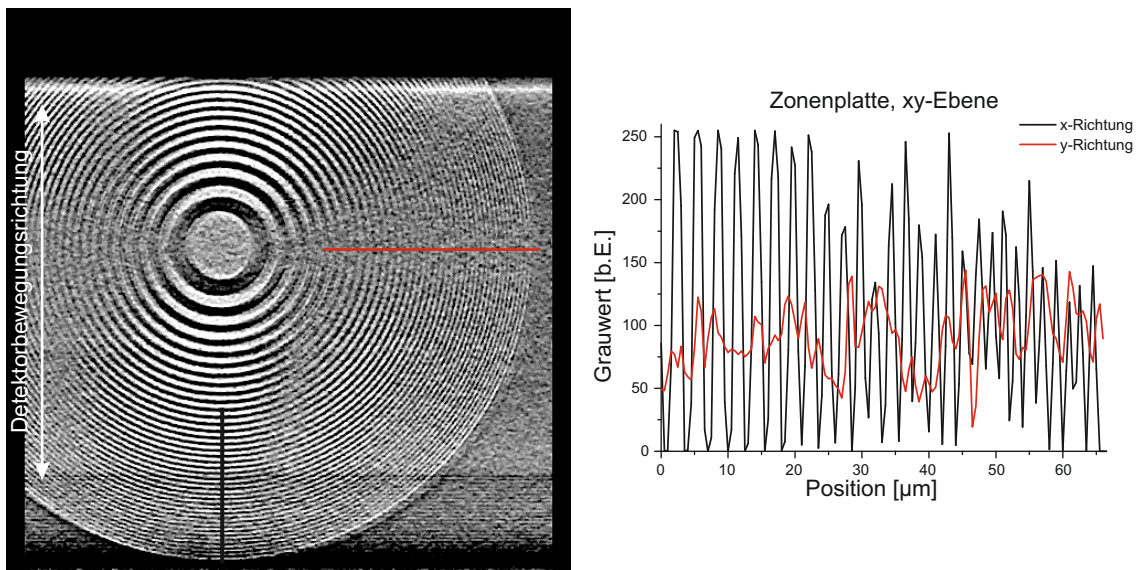 Detektorbewegungsrichtung
Zonenplatte, xy-Ebene
x-Richtung
y-Richtung
Grauwert [b.E.]
250
200
150
100
50
0
0 10 20 30 40 50 60
Position [µm]